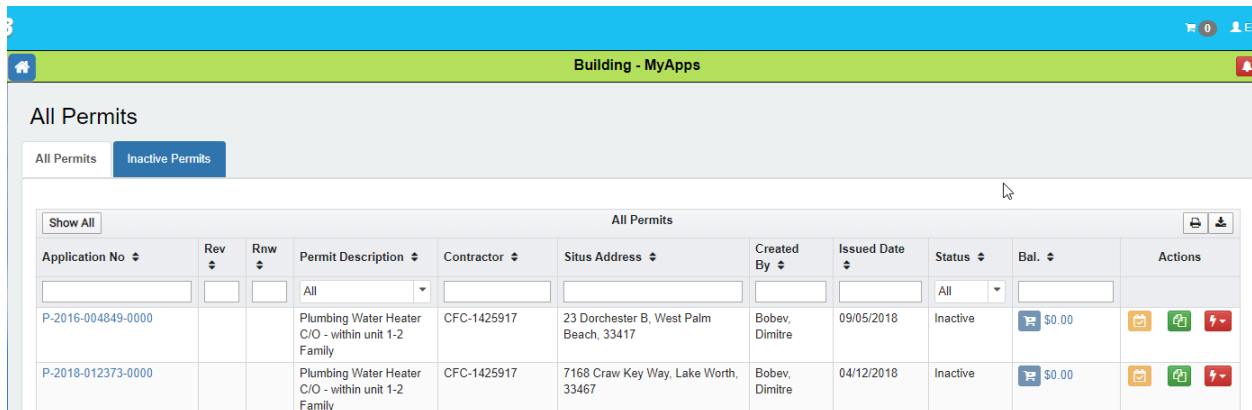 0 E
Building - MyApps
All Permits
All Permits Inactive Permits
Show All All Permits
Application No Rev Rnw Permit Description Contractor Situs Address Created By Issued Date Status Bal. Actions
All All
P-2016-004849-0000 Plumbing Water Heater CFC-1425917 23 Dorchester B, West Palm Bobev, 09/05/2018 Inactive $0.00
C/O - within unit 1-2 Beach, 33417 Dimitre
Family
P-2018-012373-0000 Plumbing Water Heater CFC-1425917 7168 Craw Key Way, Lake Worth, Bobev, 04/12/2018 Inactive $0.00
C/O - within unit 1-2 33467 Dimitre
Family